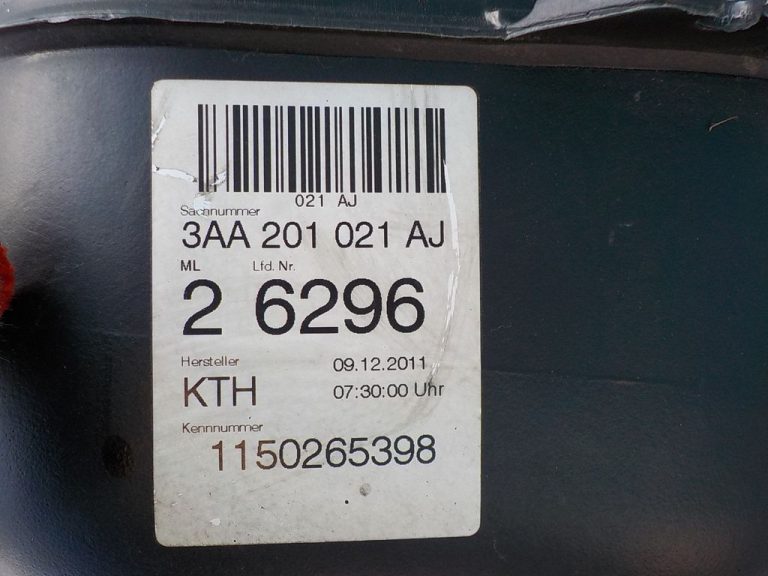 021 AJ
Sachnummer
3AA 201 021 AJ
ML Lfd. Nr.
2 6296
Hersteller 09.12.2011
KTH 07:30:00 Uhr
Kennnummer
1150265398